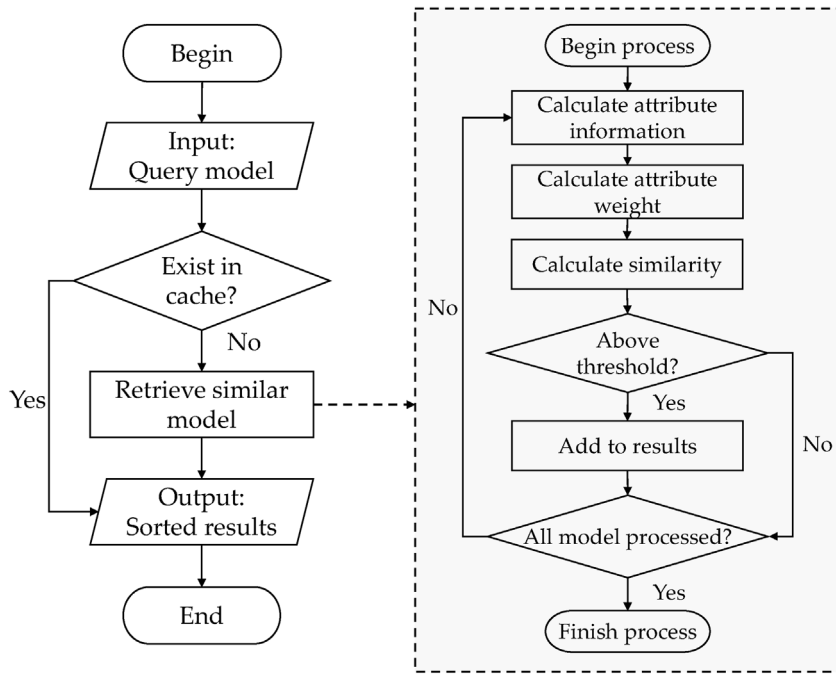 Begin
Input:
Query model
Exist in
cache?
No
Yes
Retrieve similar
model
Output:
Sorted results
End
Begin process
Calculate attribute
information
Calculate attribute
weight
Calculate similarity
No
Above
threshold?
Yes
No
Add to results
All model processed?
Yes
Finish process